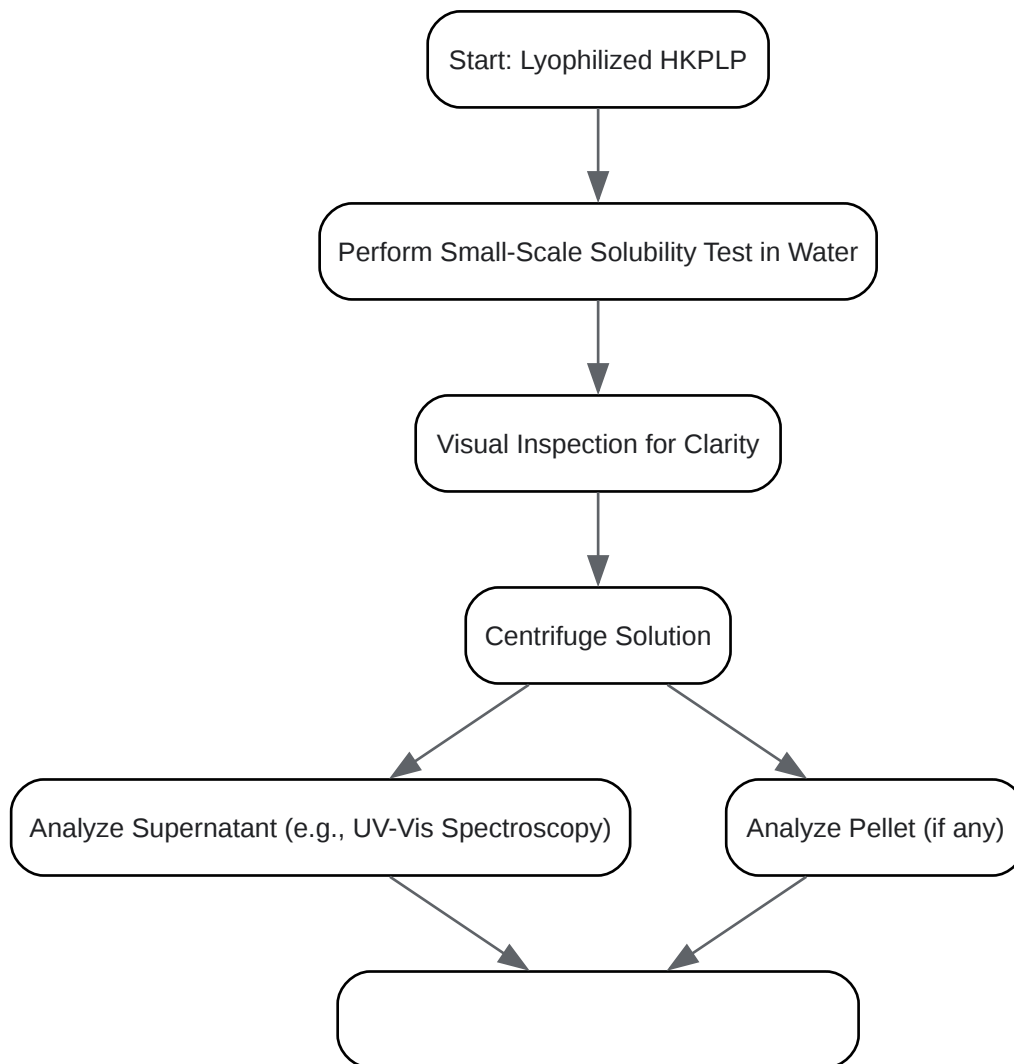 Start: Lyophilized HKPLP
Perform Small-Scale Solubility Test in Water
Visual Inspection for Clarity
Centrifuge Solution
Analyze Supernatant (e.g., UV-Vis Spectroscopy)
Analyze Pellet (if any)